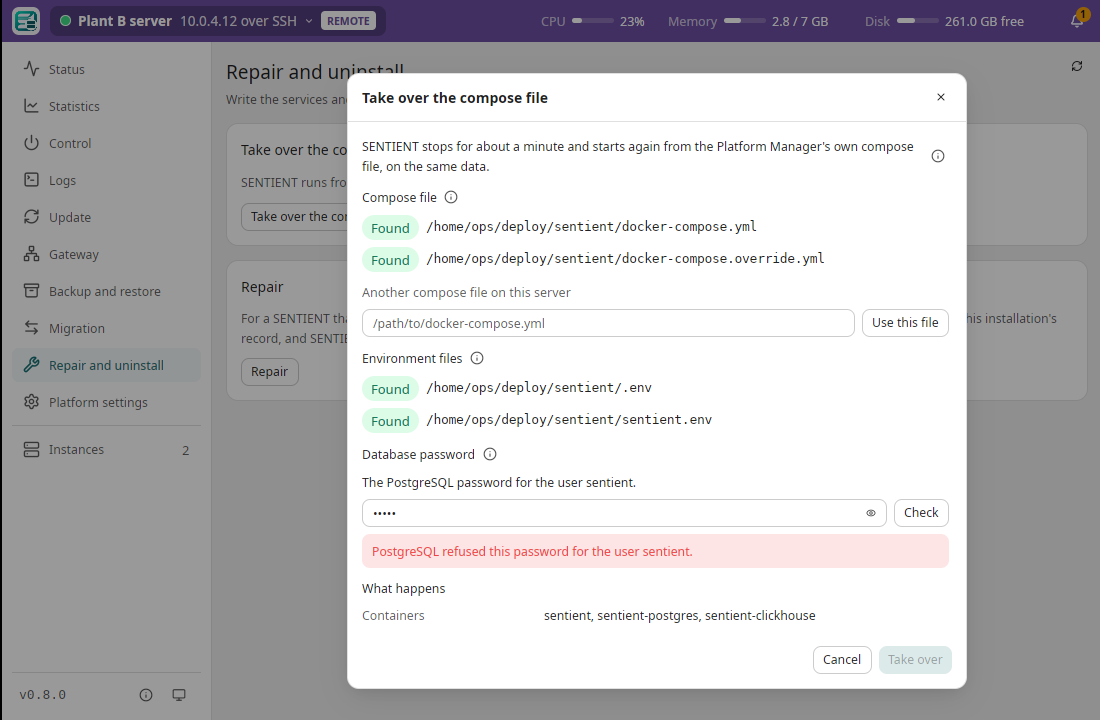 Plant B server 10.0.4.12 over SSH REMOTE CPU 23% Memory 2.8 / 7 GB Disk 261.0 GB free 1
Status
Statistics
Control
Logs
Update
Gateway
Backup and restore
Migration
Repair and uninstall
Platform settings
Instances 2
v0.8.0
Repair and uninstall
Write the services an
Take over the co
SENTIENT runs fro
Take over the cor
Repair
For a SENTIENT tha
his installation's
record, and SENTIE
Repair
Take over the compose file
SENTIENT stops for about a minute and starts again from the Platform Manager's own compose
file, on the same data.
Compose file
Found /home/ops/deploy/sentient/docker-compose.yml
Found /home/ops/deploy/sentient/docker-compose.override.yml
Another compose file on this server
/path/to/docker-compose.yml Use this file
Environment files
Found /home/ops/deploy/sentient/.env
Found /home/ops/deploy/sentient/sentient.env
Database password
The PostgreSQL password for the user sentient.
••••• Check
PostgreSQL refused this password for the user sentient.
What happens
Containers sentient, sentient-postgres, sentient-clickhouse
Cancel Take over